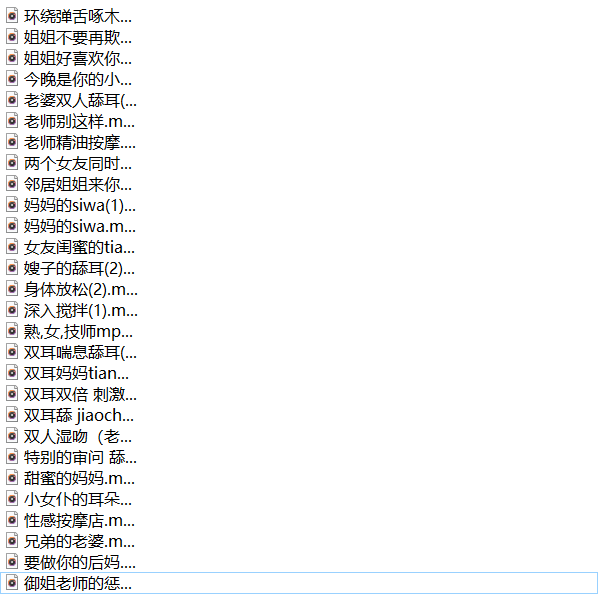 环绕弹舌啄木...
姐姐不要再欺...
姐姐好喜欢你...
今晚是你的小...
老婆双人舔耳(...
老师别这样.m...
老师精油按摩....
两个女友同时...
邻居姐姐来你...
妈妈的siwa(1)...
妈妈的siwa.m...
女友闺蜜的tia...
嫂子的舔耳(2)...
身体放松(2).m...
深入搅拌(1).m...
熟,女,技师mp...
双耳喘息舔耳(...
双耳妈妈tian...
双耳双倍 刺激...
双耳舔 jiaoch...
双人湿吻（老...
特别的审问 舔...
甜蜜的妈妈.m...
小女仆的耳朵...
性感按摩店.m...
兄弟的老婆.m...
要做你的后妈....
御姐老师的惩...